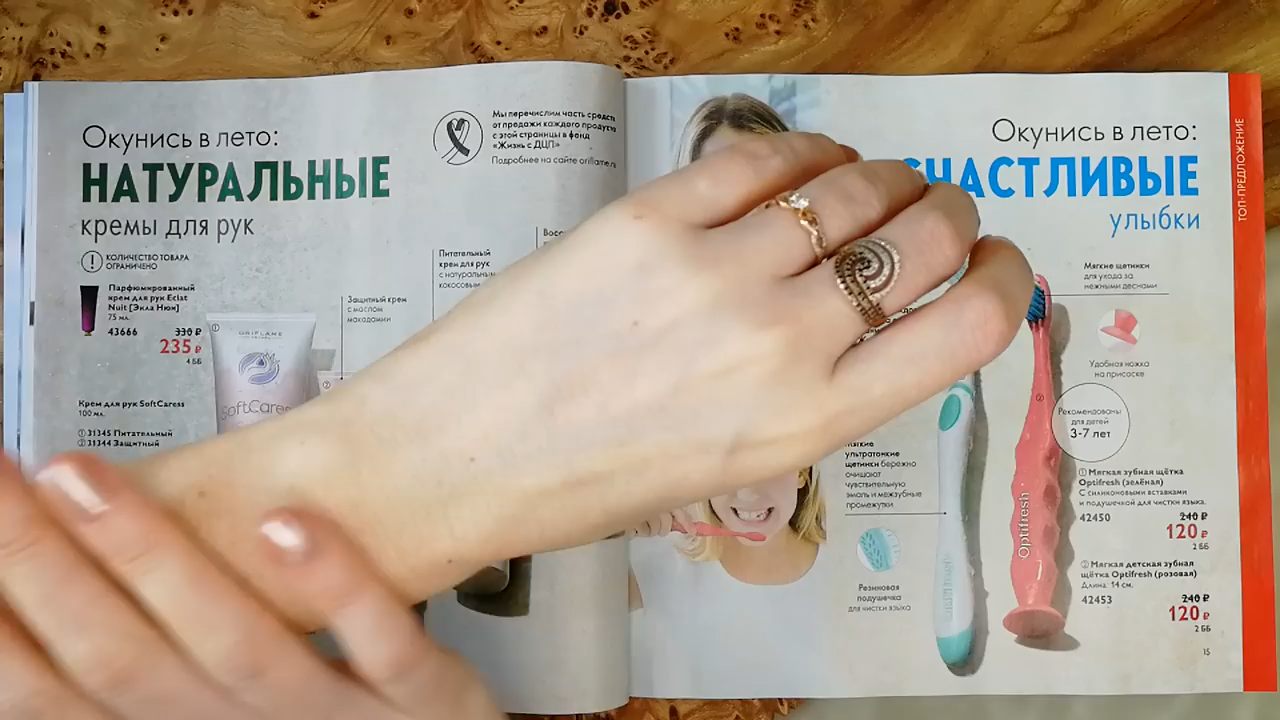 Окунись в лето:
НАТУРАЛЬНЫЕ
кремы для рук
Мы перечислим часть средств
от продажи каждого продукта
с этой страницы в фонд
«Жизнь с ДЦП»
Подробнее на сайте oriflame.ru
! КОЛИЧЕСТВО ТОВАРА
ОГРАНИЧЕНО
Парфюмированный
крем для рук Eclat
Nuit [Экла Нюи]
75 мл.
43666 330 ₽
235 ₽
4 ББ
Питательный
крем для рук
с натуральным
кокосовым
Защитный крем
с маслом
макадамии
①
ORIFLAME
SoftCaress
②
Крем для рук SoftCaress
100 мл.
① 31345 Питательный
② 31344 Защитный
Окунись в лето:
СЧАСТЛИВЫЕ
улыбки
ТОП-ПРЕДЛОЖЕНИЕ
Мягкие щетинки
для ухода за
нежными деснами
Удобная ножка
на присоске
②
Рекомендованы
для детей
3-7 лет
Мягкие
ультратонкие
щетинки бережно
очищают
чувствительную
эмаль и межзубные
промежутки
Резиновая
подушечка
для чистки языка
Optifresh
① Мягкая зубная щётка
Optifresh (зелёная)
С силиконовыми вставками
и подушечкой для чистки языка.
42450 240 ₽
120 ₽
2 ББ
② Мягкая детская зубная
щётка Optifresh (розовая)
Длина: 14 см.
42453 240 ₽
120 ₽
2 ББ
15